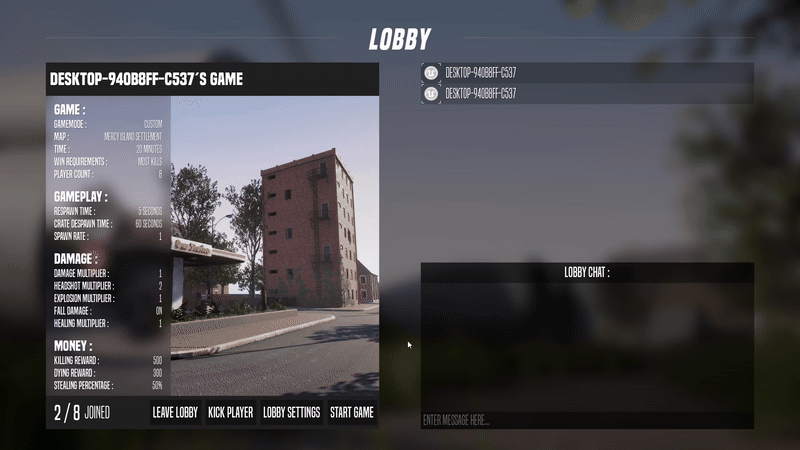 LOBBY
DESKTOP-940B8FF-C537'S GAME
GAME :
GAMEMODE : CUSTOM
MAP : MERCY ISLAND SETTLEMENT
TIME : 20 MINUTES
WIN REQUIREMENTS : MOST KILLS
PLAYER COUNT : 8
GAMEPLAY :
RESPAWN TIME : 5 SECONDS
CRATE DESPAWN TIME : 60 SECONDS
SPAWN RATE : 1
DAMAGE :
DAMAGE MULTIPLIER : 1
HEADSHOT MULTIPLIER : 2
EXPLOSION MULTIPLIER : 1
FALL DAMAGE : ON
HEALING MULTIPLIER : 1
MONEY :
KILLING REWARD : 500
DYING REWARD : 300
STEALING PERCENTAGE : 50%
2 / 8 JOINED
LEAVE LOBBY
KICK PLAYER
LOBBY SETTINGS
START GAME
DESKTOP-940B8FF-C537
DESKTOP-940B8FF-C537
LOBBY CHAT :
ENTER MESSAGE HERE...